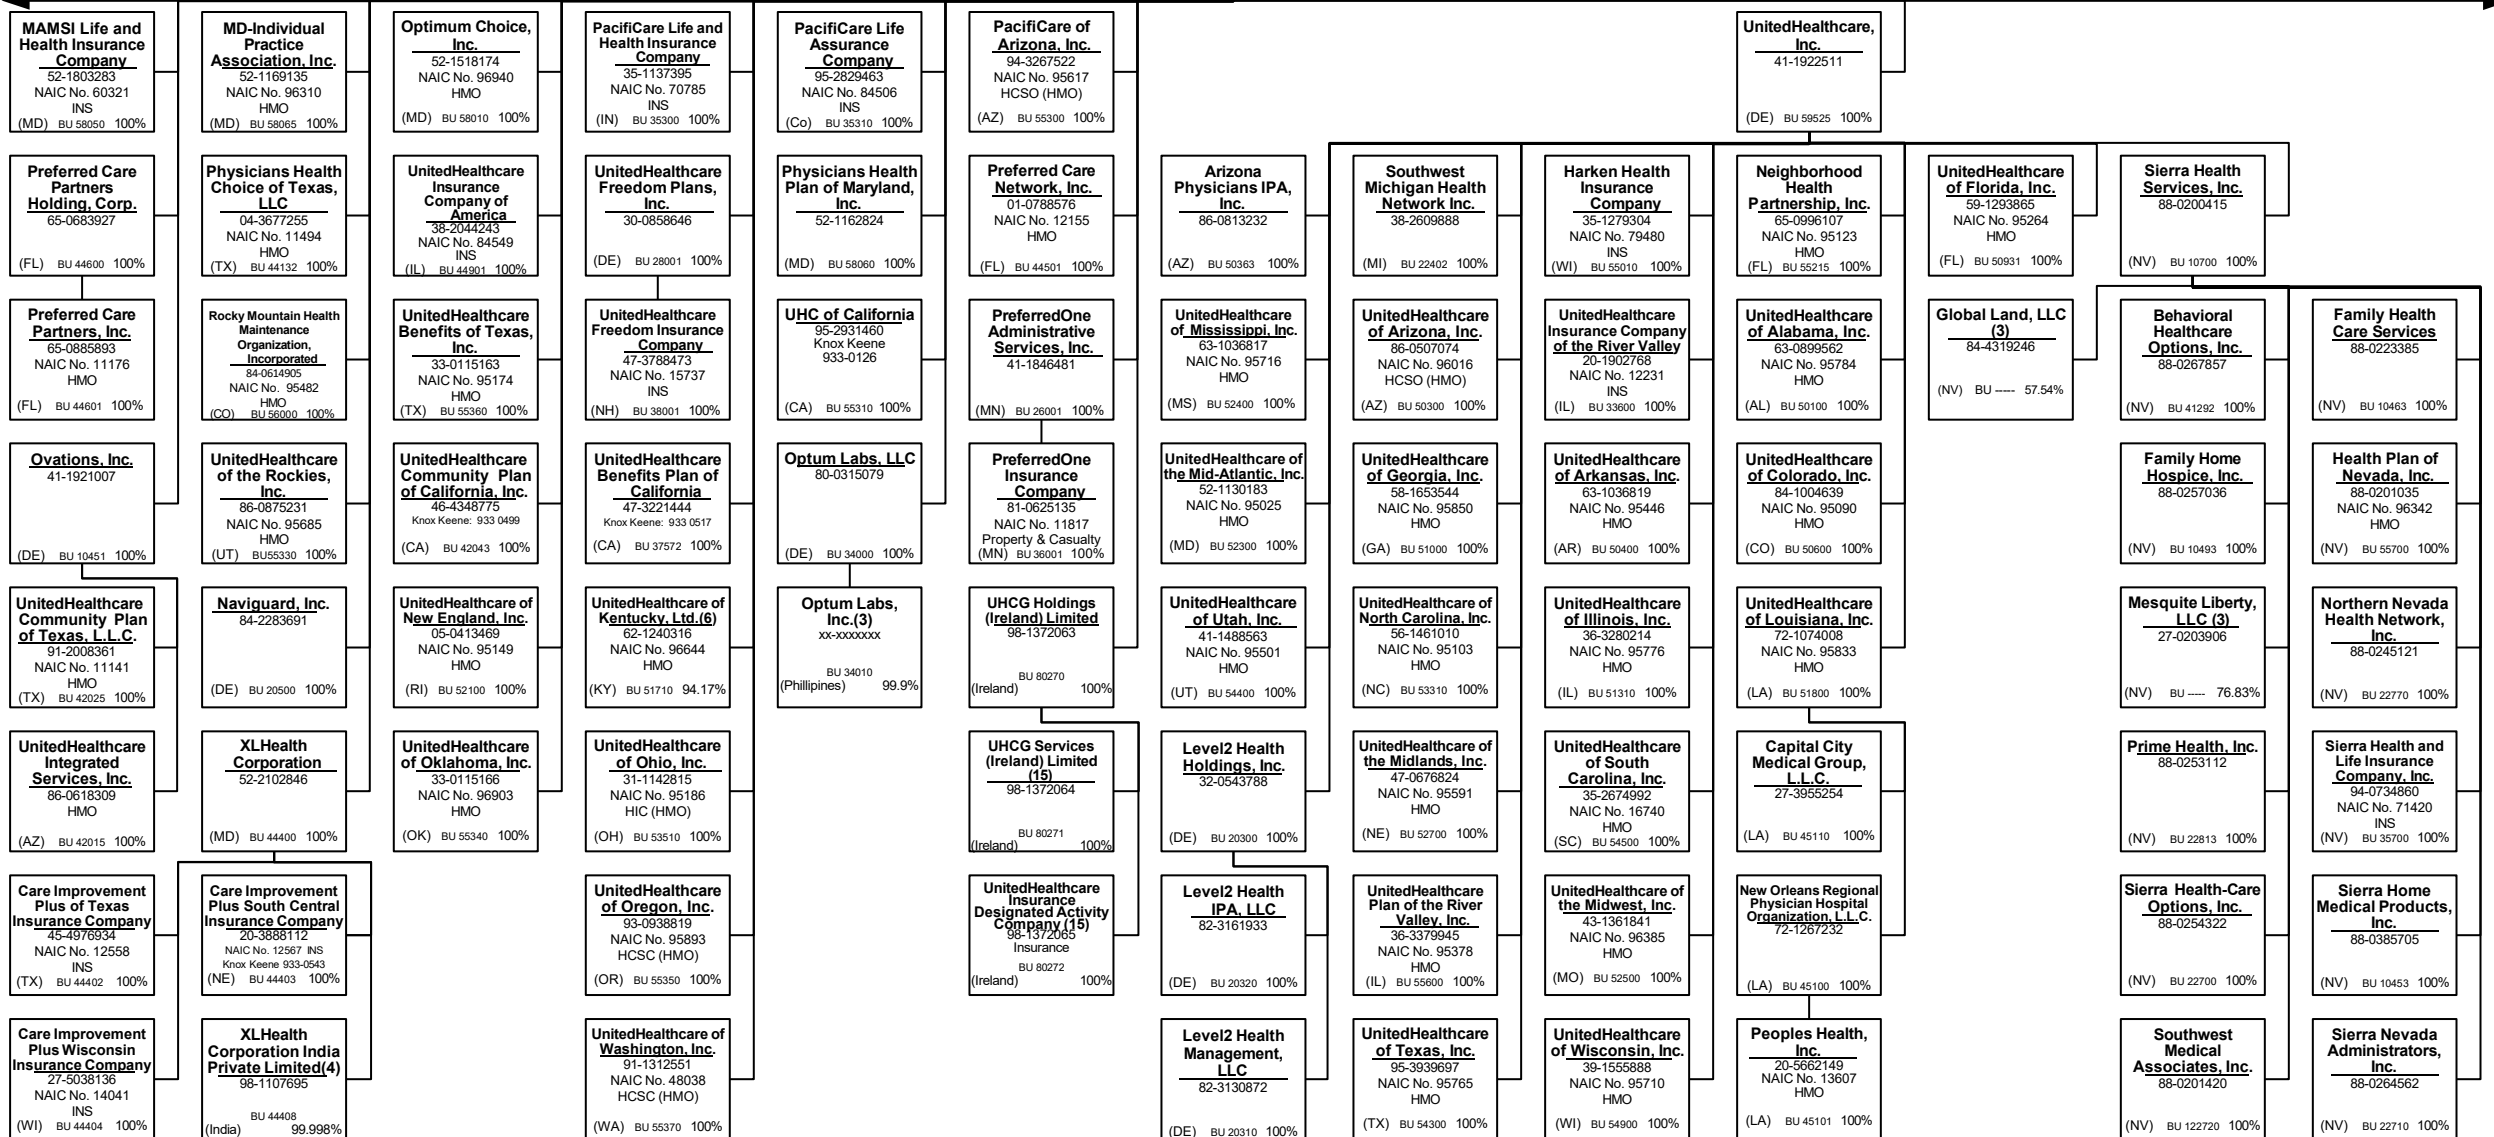 MAMSI Life and
Health Insurance
Company
52-1803283
NAIC No. 60321
INS
(MD) BU 58050 100%
MD-Individual
Practice
Association, Inc.
52-1169135
NAIC No. 96310
HMO
(MD) BU 58065 100%
Optimum Choice,
Inc.
52-1518174
NAIC No. 96940
HMO
(MD) BU 58010 100%
PacifiCare Life and
Health Insurance
Company
35-1137395
NAIC No. 70785
INS
(IN) BU 35300 100%
PacifiCare Life
Assurance
Company
95-2829463
NAIC No. 84506
INS
(Co) BU 35310 100%
PacifiCare of
Arizona, Inc.
94-3267522
NAIC No. 95617
HCSO (HMO)
(AZ) BU 55300 100%
UnitedHealthcare,
Inc.
41-1922511
(DE) BU 59525 100%
Preferred Care
Partners
Holding, Corp.
65-0683927
(FL) BU 44600 100%
Physicians Health
Choice of Texas,
LLC
04-3677255
NAIC No. 11494
HMO
(TX) BU 44132 100%
UnitedHealthcare
Insurance
Company of
America
38-2044243
NAIC No. 84549
INS
(IL) BU 44901 100%
UnitedHealthcare
Freedom Plans,
Inc.
30-0858646
(DE) BU 28001 100%
Physicians Health
Plan of Maryland,
Inc.
52-1162824
(MD) BU 58060 100%
Preferred Care
Network, Inc.
01-0788576
NAIC No. 12155
HMO
(FL) BU 44501 100%
Arizona
Physicians IPA,
Inc.
86-0813232
(AZ) BU 50363 100%
Southwest
Michigan Health
Network Inc.
38-2609888
(MI) BU 22402 100%
Harken Health
Insurance
Company
35-1279304
NAIC No. 79480
INS
(WI) BU 55010 100%
Neighborhood
Health
Partnership, Inc.
65-0996107
NAIC No. 95123
HMO
(FL) BU 55215 100%
UnitedHealthcare
of Florida, Inc.
59-1293865
NAIC No. 95264
HMO
(FL) BU 50931 100%
Sierra Health
Services, Inc.
88-0200415
(NV) BU 10700 100%
Preferred Care
Partners, Inc.
65-0885893
NAIC No. 11176
HMO
(FL) BU 44601 100%
Rocky Mountain Health
Maintenance
Organization,
Incorporated
84-0614905
NAIC No. 95482
HMO
(CO) BU 56000 100%
UnitedHealthcare
Benefits of Texas,
Inc.
33-0115163
NAIC No. 95174
HMO
(TX) BU 55360 100%
UnitedHealthcare
Freedom Insurance
Company
47-3788473
NAIC No. 15737
INS
(NH) BU 38001 100%
UHC of California
95-2931460
Knox Keene
933-0126
(CA) BU 55310 100%
PreferredOne
Administrative
Services, Inc.
41-1846481
(MN) BU 26001 100%
UnitedHealthcare
of Mississippi, Inc.
63-1036817
NAIC No. 95716
HMO
(MS) BU 52400 100%
UnitedHealthcare
of Arizona, Inc.
86-0507074
NAIC No. 96016
HCSO (HMO)
(AZ) BU 50300 100%
UnitedHealthcare
Insurance Company
of the River Valley
20-1902768
NAIC No. 12231
INS
(IL) BU 33600 100%
UnitedHealthcare
of Alabama, Inc.
63-0899562
NAIC No. 95784
HMO
(AL) BU 50100 100%
Global Land, LLC
(3)
84-4319246
(NV) BU ----- 57.54%
Behavioral
Healthcare
Options, Inc.
88-0267857
(NV) BU 41292 100%
Family Health
Care Services
88-0223385
(NV) BU 10463 100%
Ovations, Inc.
41-1921007
(DE) BU 10451 100%
UnitedHealthcare
of the Rockies,
Inc.
86-0875231
NAIC No. 95685
HMO
(UT) BU55330 100%
UnitedHealthcare
Community Plan
of California, Inc.
46-4348775
Knox Keene: 933 0499
(CA) BU 42043 100%
UnitedHealthcare
Benefits Plan of
California
47-3221444
Knox Keene: 933 0517
(CA) BU 37572 100%
Optum Labs, LLC
80-0315079
(DE) BU 34000 100%
PreferredOne
Insurance
Company
81-0625135
NAIC No. 11817
Property & Casualty
(MN) BU 36001 100%
UnitedHealthcare of
the Mid-Atlantic, Inc.
52-1130183
NAIC No. 95025
HMO
(MD) BU 52300 100%
UnitedHealthcare
of Georgia, Inc.
58-1653544
NAIC No. 95850
HMO
(GA) BU 51000 100%
UnitedHealthcare
of Arkansas, Inc.
63-1036819
NAIC No. 95446
HMO
(AR) BU 50400 100%
UnitedHealthcare
of Colorado, Inc.
84-1004639
NAIC No. 95090
HMO
(CO) BU 50600 100%
Family Home
Hospice, Inc.
88-0257036
(NV) BU 10493 100%
Health Plan of
Nevada, Inc.
88-0201035
NAIC No. 96342
HMO
(NV) BU 55700 100%
UnitedHealthcare
Community Plan
of Texas, L.L.C.
91-2008361
NAIC No. 11141
HMO
(TX) BU 42025 100%
Naviguard, Inc.
84-2283691
(DE) BU 20500 100%
UnitedHealthcare of
New England, Inc.
05-0413469
NAIC No. 95149
HMO
(RI) BU 52100 100%
UnitedHealthcare of
Kentucky, Ltd.(6)
62-1240316
NAIC No. 96644
HMO
(KY) BU 51710 94.17%
Optum Labs,
Inc.(3)
xx-xxxxxxx
BU 34010
(Phillipines) 99.9%
UHCG Holdings
(Ireland) Limited
98-1372063
BU 80270
(Ireland) 100%
UnitedHealthcare
of Utah, Inc.
41-1488563
NAIC No. 95501
HMO
(UT) BU 54400 100%
UnitedHealthcare of
North Carolina, Inc.
56-1461010
NAIC No. 95103
HMO
(NC) BU 53310 100%
UnitedHealthcare
of Illinois, Inc.
36-3280214
NAIC No. 95776
HMO
(IL) BU 51310 100%
UnitedHealthcare
of Louisiana, Inc.
72-1074008
NAIC No. 95833
HMO
(LA) BU 51800 100%
Mesquite Liberty,
LLC (3)
27-0203906
(NV) BU ----- 76.83%
Northern Nevada
Health Network,
Inc.
88-0245121
(NV) BU 22770 100%
UnitedHealthcare
Integrated
Services, Inc.
86-0618309
HMO
(AZ) BU 42015 100%
XLHealth
Corporation
52-2102846
(MD) BU 44400 100%
UnitedHealthcare
of Oklahoma, Inc.
33-0115166
NAIC No. 96903
HMO
(OK) BU 55340 100%
UnitedHealthcare
of Ohio, Inc.
31-1142815
NAIC No. 95186
HIC (HMO)
(OH) BU 53510 100%
UHCG Services
(Ireland) Limited
(15)
98-1372064
BU 80271
(Ireland) 100%
Level2 Health
Holdings, Inc.
32-0543788
(DE) BU 20300 100%
UnitedHealthcare of
the Midlands, Inc.
47-0676824
NAIC No. 95591
HMO
(NE) BU 52700 100%
UnitedHealthcare
of South
Carolina, Inc.
35-2674992
NAIC No. 16740
HMO
(SC) BU 54500 100%
Capital City
Medical Group,
L.L.C.
27-3955254
(LA) BU 45110 100%
Prime Health, Inc.
88-0253112
(NV) BU 22813 100%
Sierra Health and
Life Insurance
Company, Inc.
94-0734860
NAIC No. 71420
INS
(NV) BU 35700 100%
Care Improvement
Plus of Texas
Insurance Company
45-4976934
NAIC No. 12558
INS
(TX) BU 44402 100%
Care Improvement
Plus South Central
Insurance Company
20-3888112
NAIC No. 12567 INS
Knox Keene 933-0543
(NE) BU 44403 100%
UnitedHealthcare
of Oregon, Inc.
93-0938819
NAIC No. 95893
HCSC (HMO)
(OR) BU 55350 100%
UnitedHealthcare
Insurance
Designated Activity
Company (15)
98-1372065
Insurance
BU 80272
(Ireland) 100%
Level2 Health
IPA, LLC
82-3161933
(DE) BU 20320 100%
UnitedHealthcare
Plan of the River
Valley, Inc.
36-3379945
NAIC No. 95378
HMO
(IL) BU 55600 100%
UnitedHealthcare of
the Midwest, Inc.
43-1361841
NAIC No. 96385
HMO
(MO) BU 52500 100%
New Orleans Regional
Physician Hospital
Organization, L.L.C.
72-1267232
(LA) BU 45100 100%
Sierra Health-Care
Options, Inc.
88-0254322
(NV) BU 22700 100%
Sierra Home
Medical Products,
Inc.
88-0385705
(NV) BU 10453 100%
Care Improvement
Plus Wisconsin
Insurance Company
27-5038136
NAIC No. 14041
INS
(WI) BU 44404 100%
XLHealth
Corporation India
Private Limited(4)
98-1107695
BU 44408
(India) 99.998%
UnitedHealthcare of
Washington, Inc.
91-1312551
NAIC No. 48038
HCSC (HMO)
(WA) BU 55370 100%
Level2 Health
Management,
LLC
82-3130872
(DE) BU 20310 100%
UnitedHealthcare
of Texas, Inc.
95-3939697
NAIC No. 95765
HMO
(TX) BU 54300 100%
UnitedHealthcare
of Wisconsin, Inc.
39-1555888
NAIC No. 95710
HMO
(WI) BU 54900 100%
Peoples Health,
Inc.
20-5662149
NAIC No. 13607
HMO
(LA) BU 45101 100%
Southwest
Medical
Associates, Inc.
88-0201420
(NV) BU 122720 100%
Sierra Nevada
Administrators,
Inc.
88-0264562
(NV) BU 22710 100%